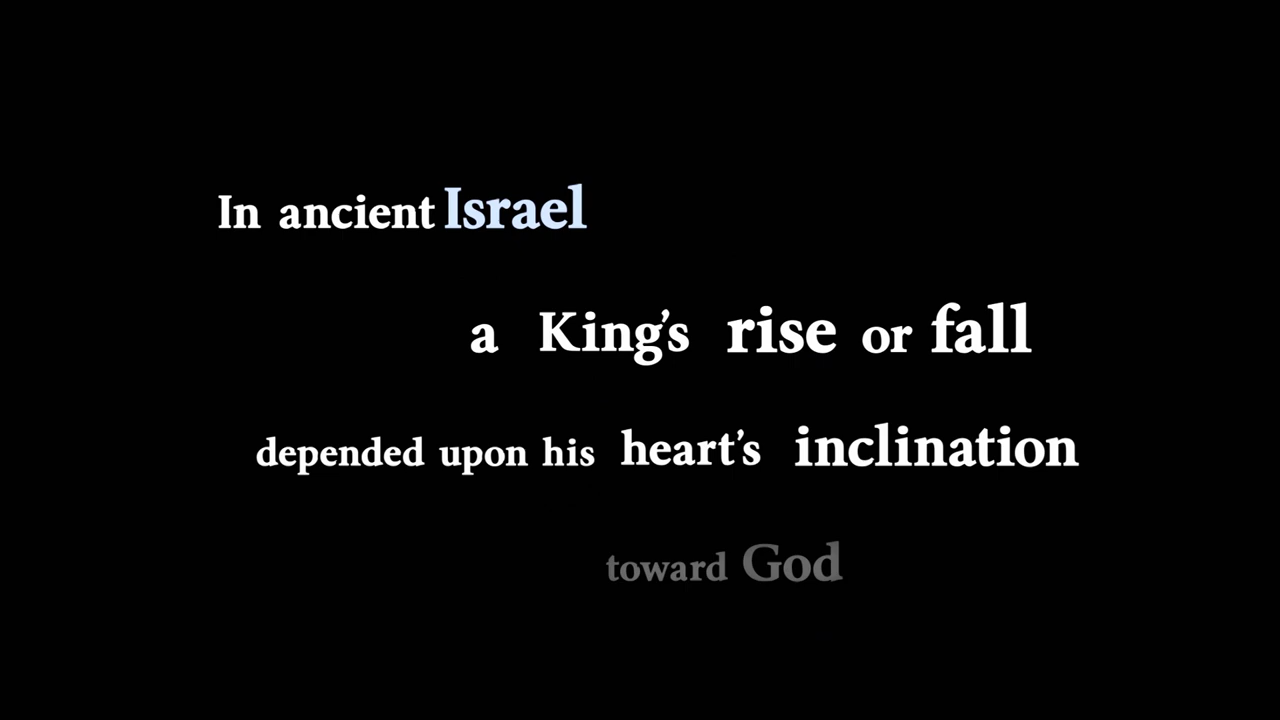 In ancient Israel
a King's rise or fall
depended upon his heart's inclination
toward God